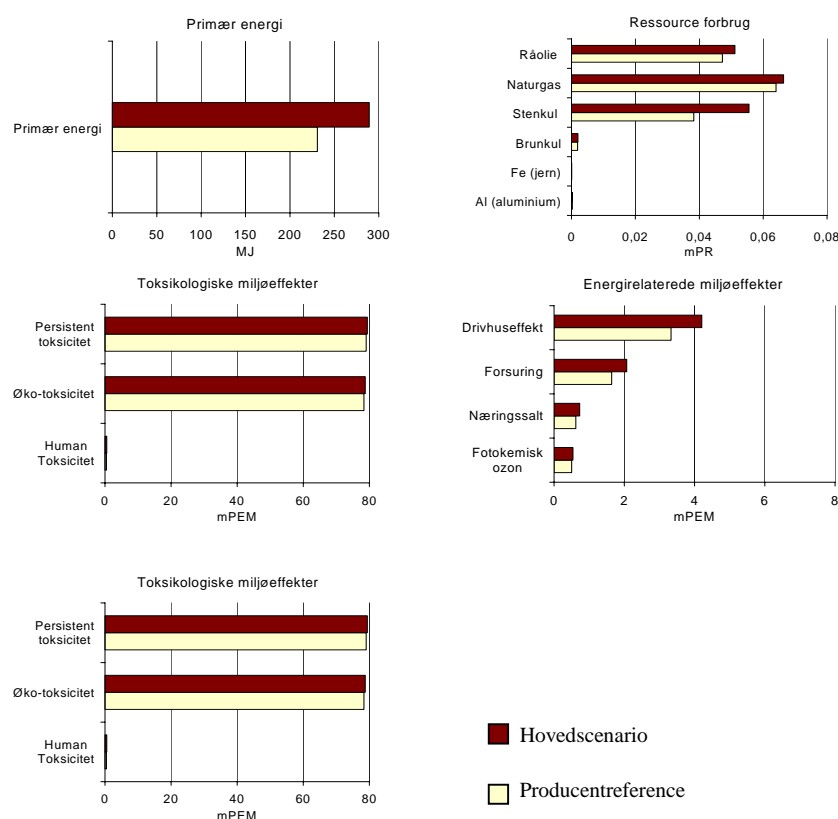 Primær energi
Primær energi
0 50 100 150 200 250 300
MJ
Ressource forbrug
Råolie
Naturgas
Stenkul
Brunkul
Fe (jern)
Al (aluminium)
0 0,02 0,04 0,06 0,08
mPR
Toksikologiske miljøeffekter
Persistent
toksicitet
Øko-toksicitet
Human
Toksicitet
0 20 40 60 80
mPEM
Energirelaterede miljøeffekter
Drivhuseffekt
Forsuring
Næringssalt
Fotokemisk
ozon
0 2 4 6 8
mPEM
Toksikologiske miljøeffekter
Persistent
toksicitet
Øko-toksicitet
Human
Toksicitet
0 20 40 60 80
mPEM
Hovedscenario
Producentreference